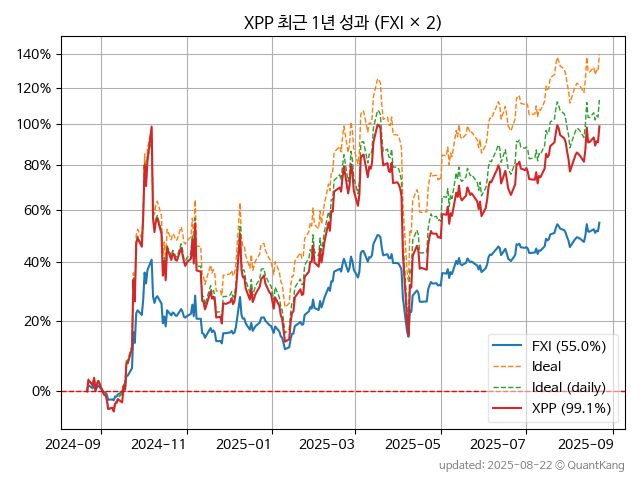 XPP 최근 1년 성과 (FXI × 2)
140%
120%
100%
80%
60%
40%
20%
0%
FXI (55.0%)
Ideal
Ideal (daily)
XPP (99.1%)
2024-09 2024-11 2025-01 2025-03 2025-05 2025-07 2025-09
updated: 2025-08-22 © QuantKang